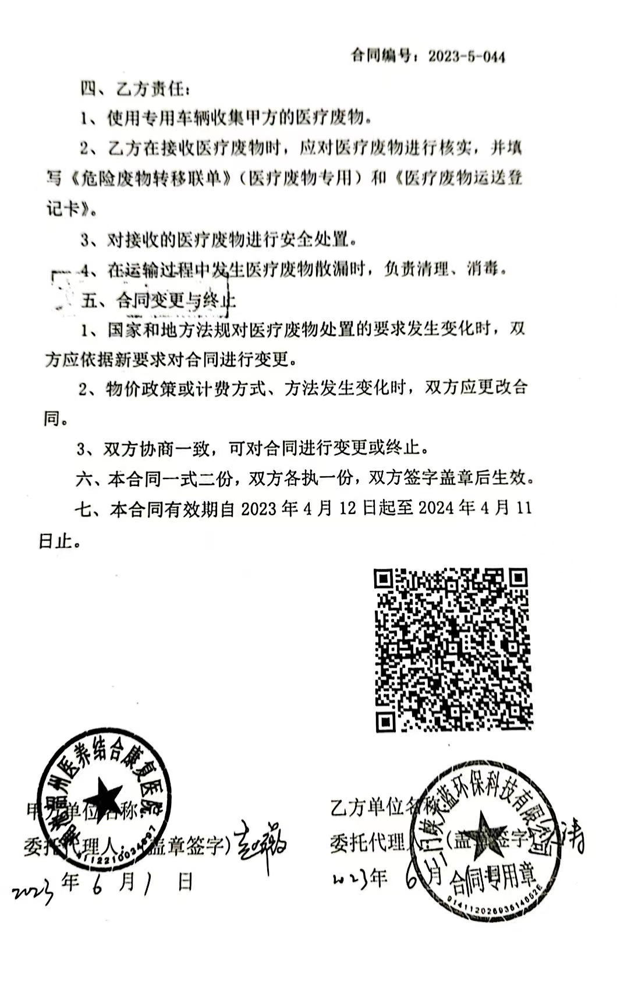 合同编号：2023-5-044
四、乙方责任：
1、使用专用车辆收集甲方的医疗废物。
2、乙方在接收医疗废物时，应对医疗废物进行核实，并填
写《危险废物转移联单》（医疗废物专用）和《医疗废物运送登
记卡》。
3、对接收的医疗废物进行安全处置。
4、在运输过程中发生医疗废物散漏时，负责清理、消毒。
五、合同变更与终止
1、国家和地方法规对医疗废物处置的要求发生变化时，双
方应依据新要求对合同进行变更。
2、物价政策或计费方式、方法发生变化时，双方应更改合
同。
3、双方协商一致，可对合同进行变更或终止。
六、本合同一式二份，双方各执一份，双方签字盖章后生效。
七、本合同有效期自 2023 年 4 月 12 日起至 2024 年 4 月 11
日止。
州医养结合康复医院
甲方单位名称：
委托代理人：（盖章签字）
2023 年 6 月 1 日
天蓝环保科技有限公司
乙方单位名称：
委托代理（盖章签字 涛
2023年 6 月
合同专用章